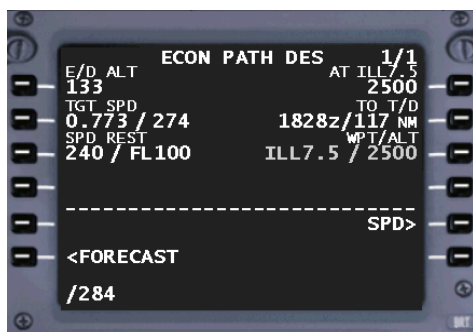 ECON PATH DES 1/1
E/D ALT AT ILL7.5
133 2500
TGT SPD TO T/D
0.773 / 274 1828z/117 NM
SPD REST WPT/ALT
240 / FL100 ILL7.5 / 2500
------------------------------------
SPD>
<FORECAST
/284
BRT